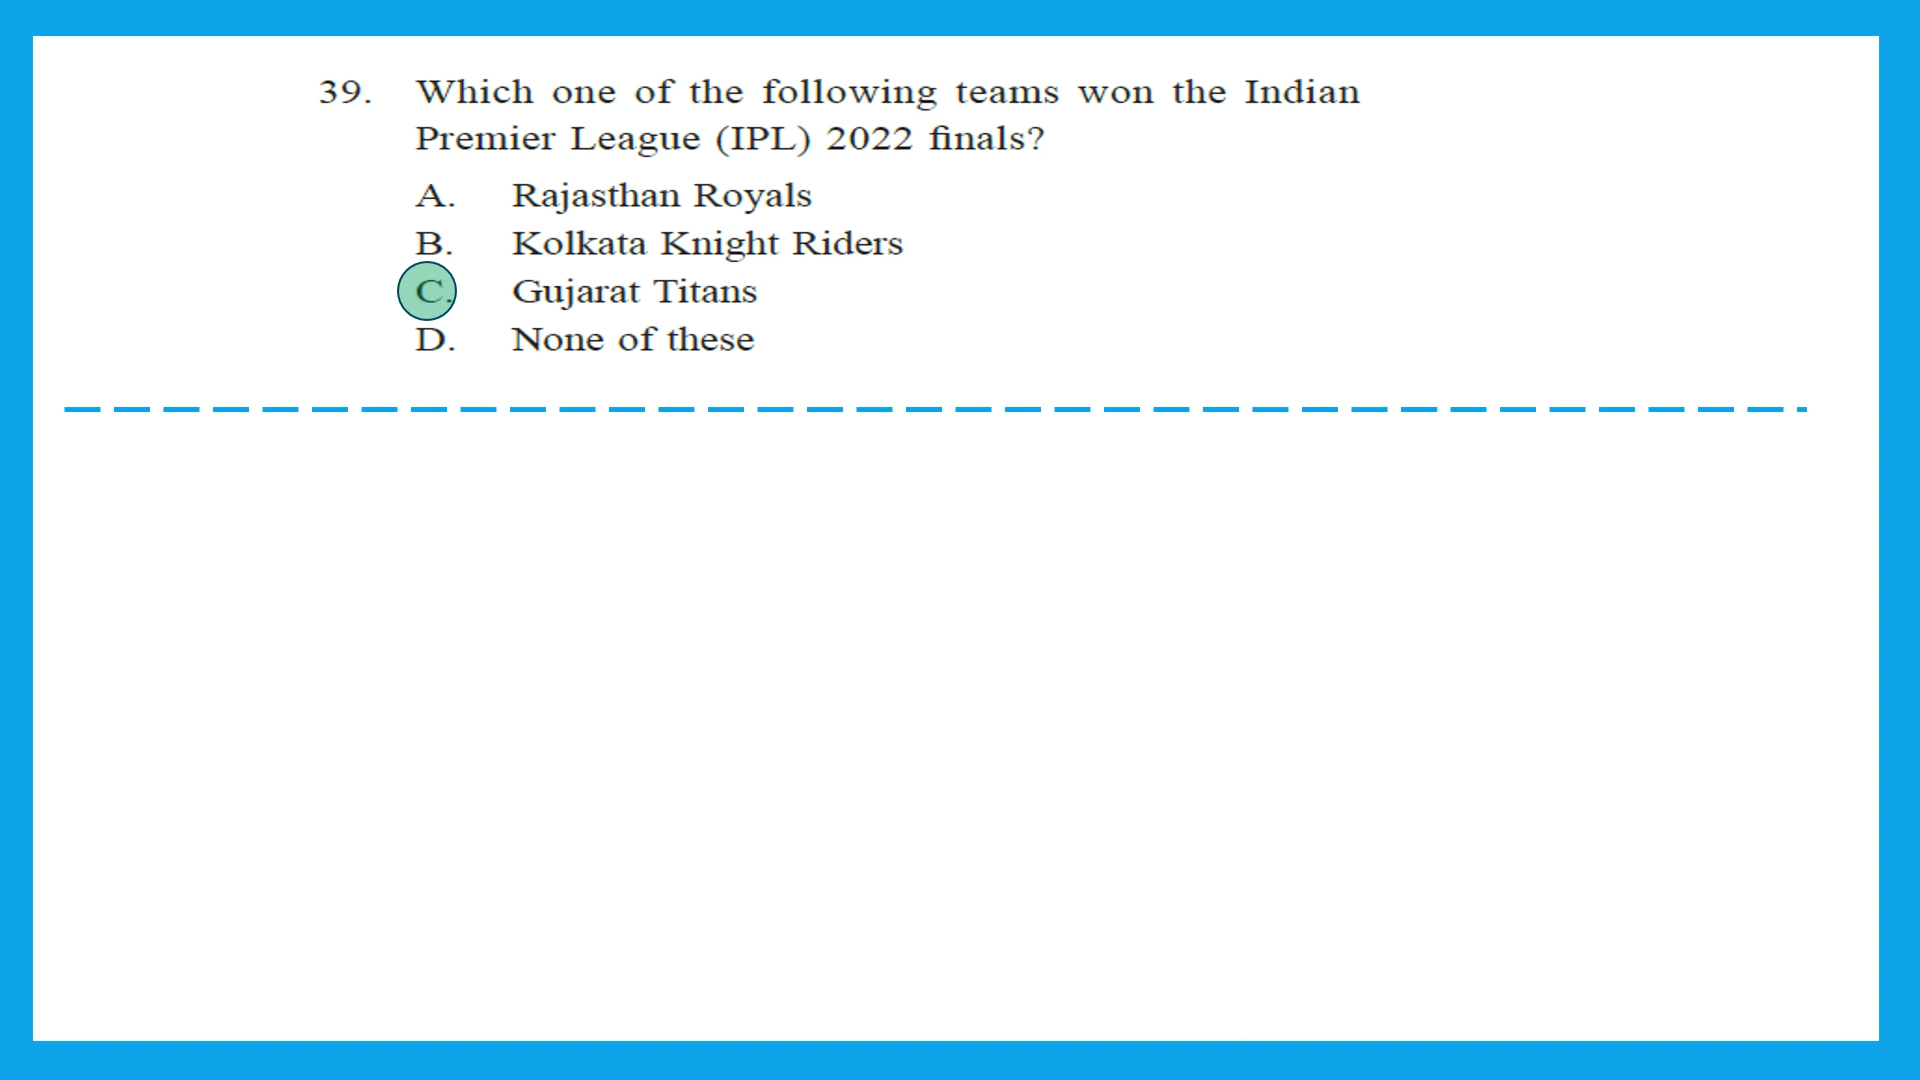 39. Which one of the following teams won the Indian
Premier League (IPL) 2022 finals?
A. Rajasthan Royals
B. Kolkata Knight Riders
C. Gujarat Titans
D. None of these